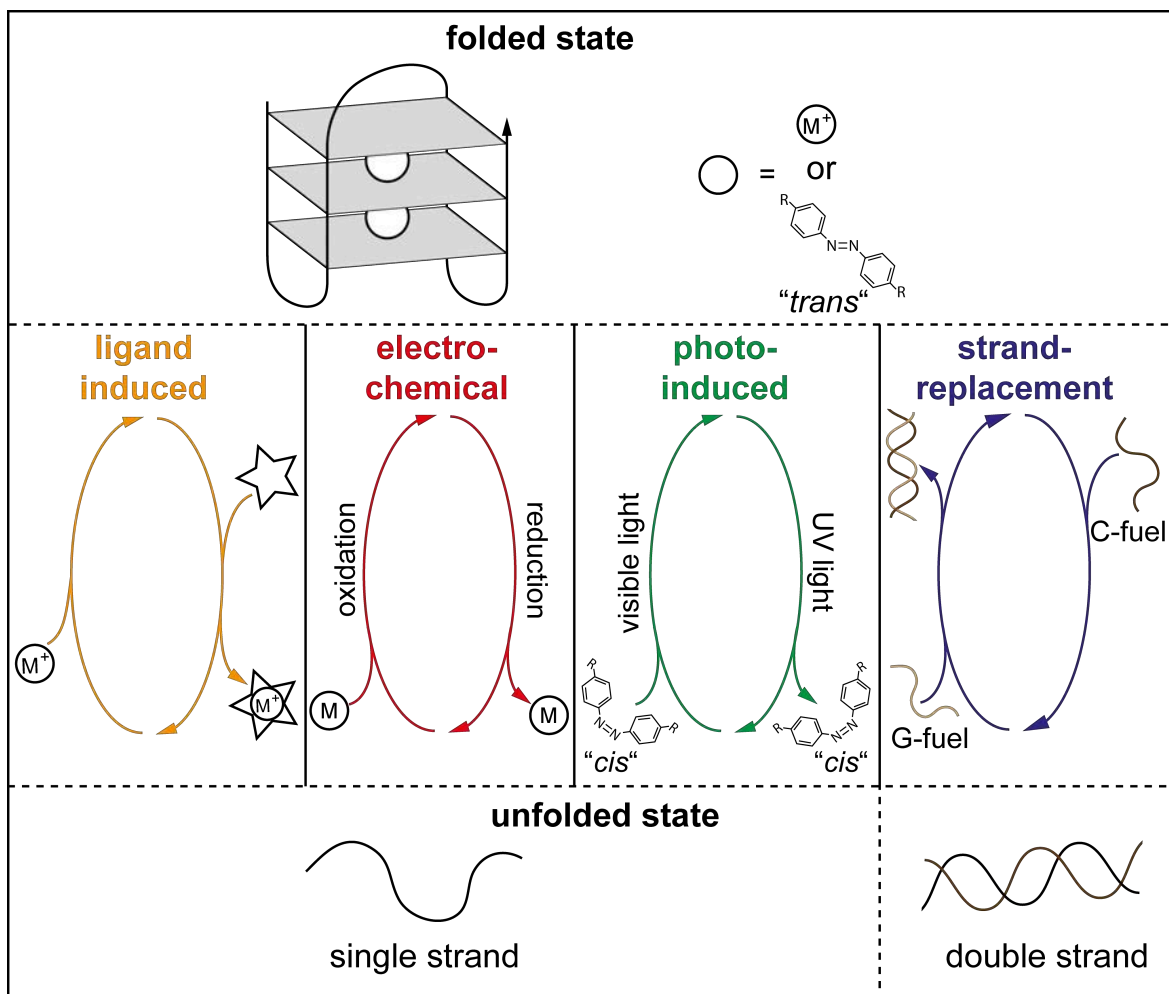 folded state
M+
=
or
R
N=N
R
“trans“
ligand
induced
electro-
chemical
photo-
induced
strand-
replacement
oxidation
reduction
visible light
UV light
C-fuel
M+
M+
M
M
R
N=N
R
“cis“
R
N=N
R
“cis“
G-fuel
unfolded state
single strand
double strand